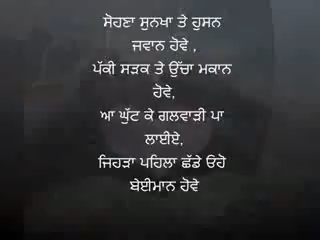 ਸੋਹਣਾ ਸੁਨਖਾ ਤੇ ਹੁਸਨ
ਜਵਾਨ ਹੋਵੇ ,
ਪੱਕੀ ਸੜਕ ਤੇ ਉੱਚਾ ਮਕਾਨ
ਹੋਵੇ,
ਆ ਘੁੱਟ ਕੇ ਗਲਵਾੜੀ ਪਾ
ਲਾਈਏ,
ਜਿਹੜਾ ਪਹਿਲਾ ਛੱਡੇ ਓਹੋ
ਬੇਈਮਾਨ ਹੋਵੇ